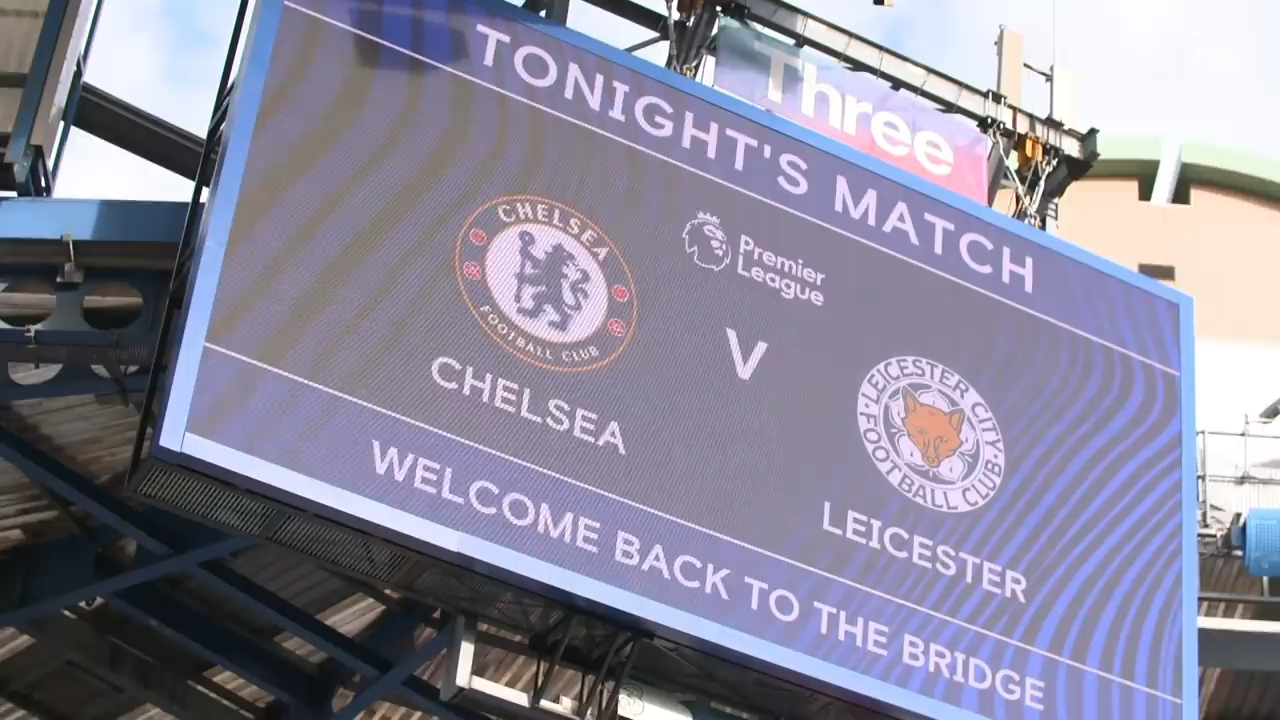 Three
TONIGHT'S MATCH
CHELSEA
FOOTBALL CLUB
Premier
League
V
CHELSEA
LEICESTER CITY
FOOTBALL CLUB
LEICESTER
WELCOME BACK TO THE BRIDGE